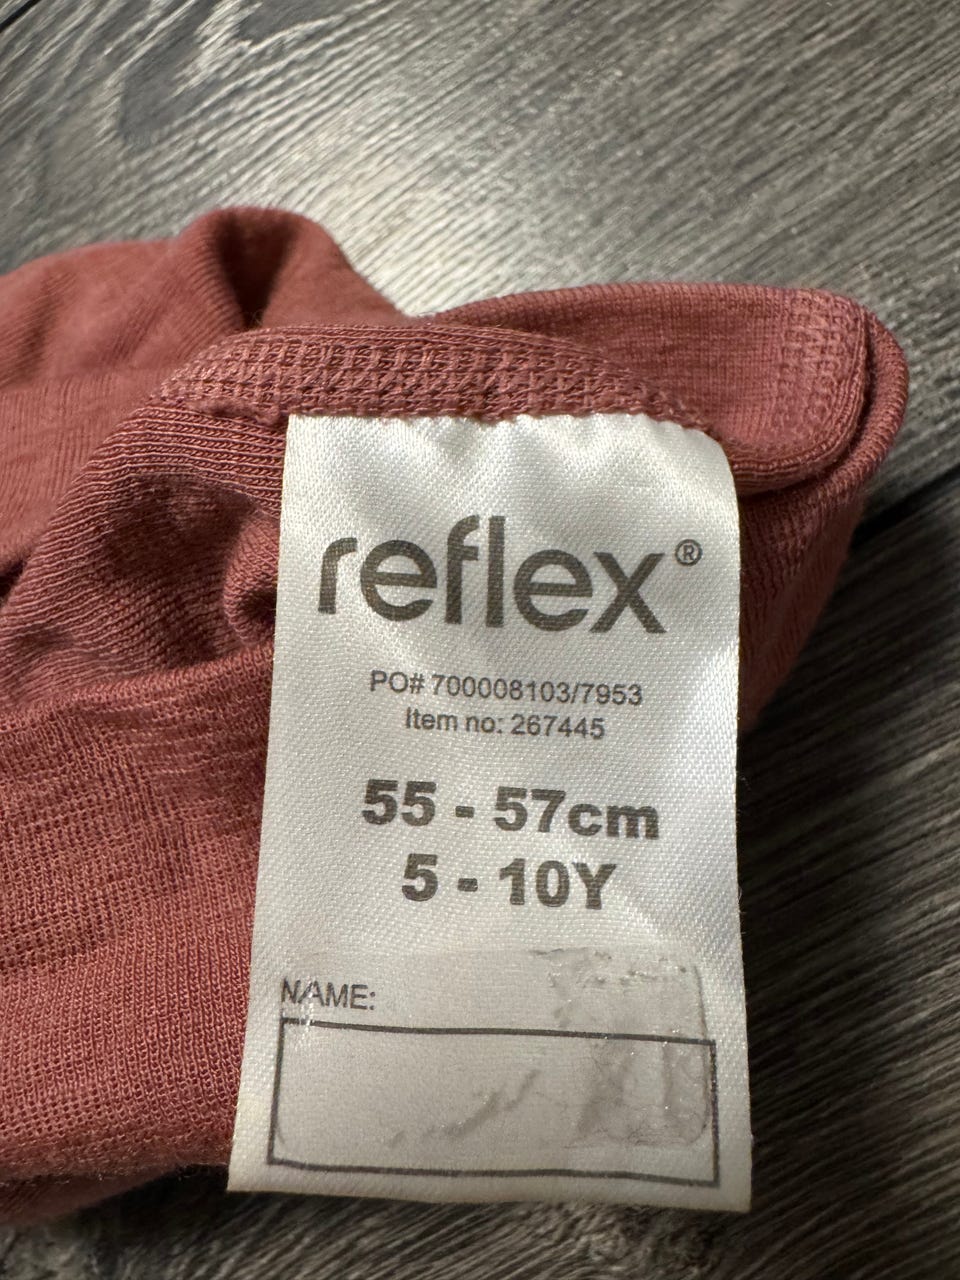 reflex®
PO# 700008103/7953
Item no: 267445
55 - 57cm
5 - 10Y
NAME: